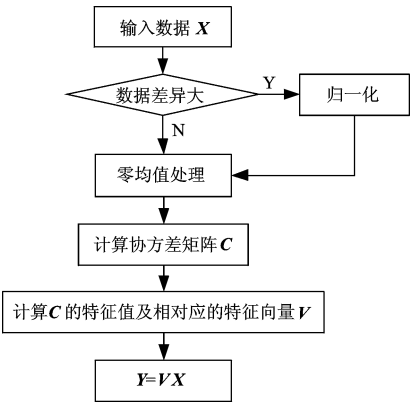 输入数据 X
数据差异大
Y
归一化
N
零均值处理
计算协方差矩阵 C
计算C 的特征值及相对应的特征向量 V
Y=VX